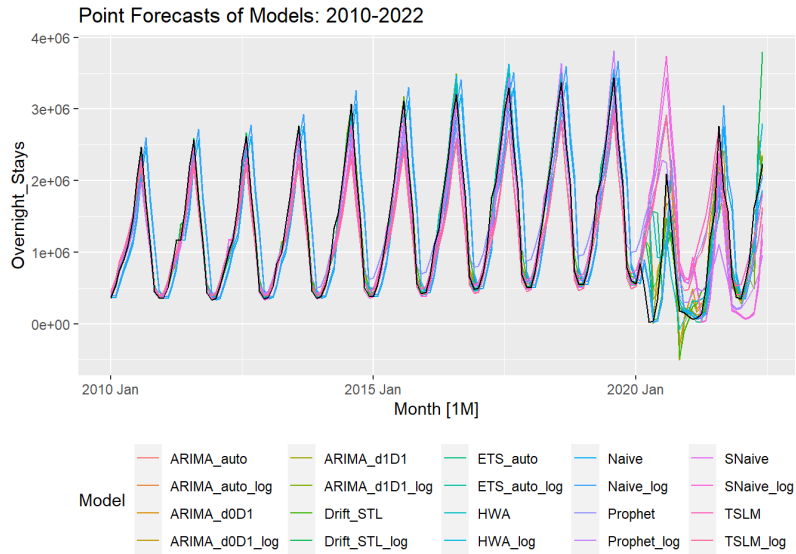 Point Forecasts of Models: 2010-2022
4e+06
3e+06
2e+06
1e+06
0e+00
Overnight_Stays
2010 Jan
2015 Jan
2020 Jan
Month [1M]
Model
ARIMA_auto
ARIMA_auto_log
ARIMA_d0D1
ARIMA_d0D1_log
ARIMA_d1D1
ARIMA_d1D1_log
Drift_STL
Drift_STL_log
ETS_auto
ETS_auto_log
HWA
HWA_log
Naive
Naive_log
Prophet
Prophet_log
SNaive
SNaive_log
TSLM
TSLM_log